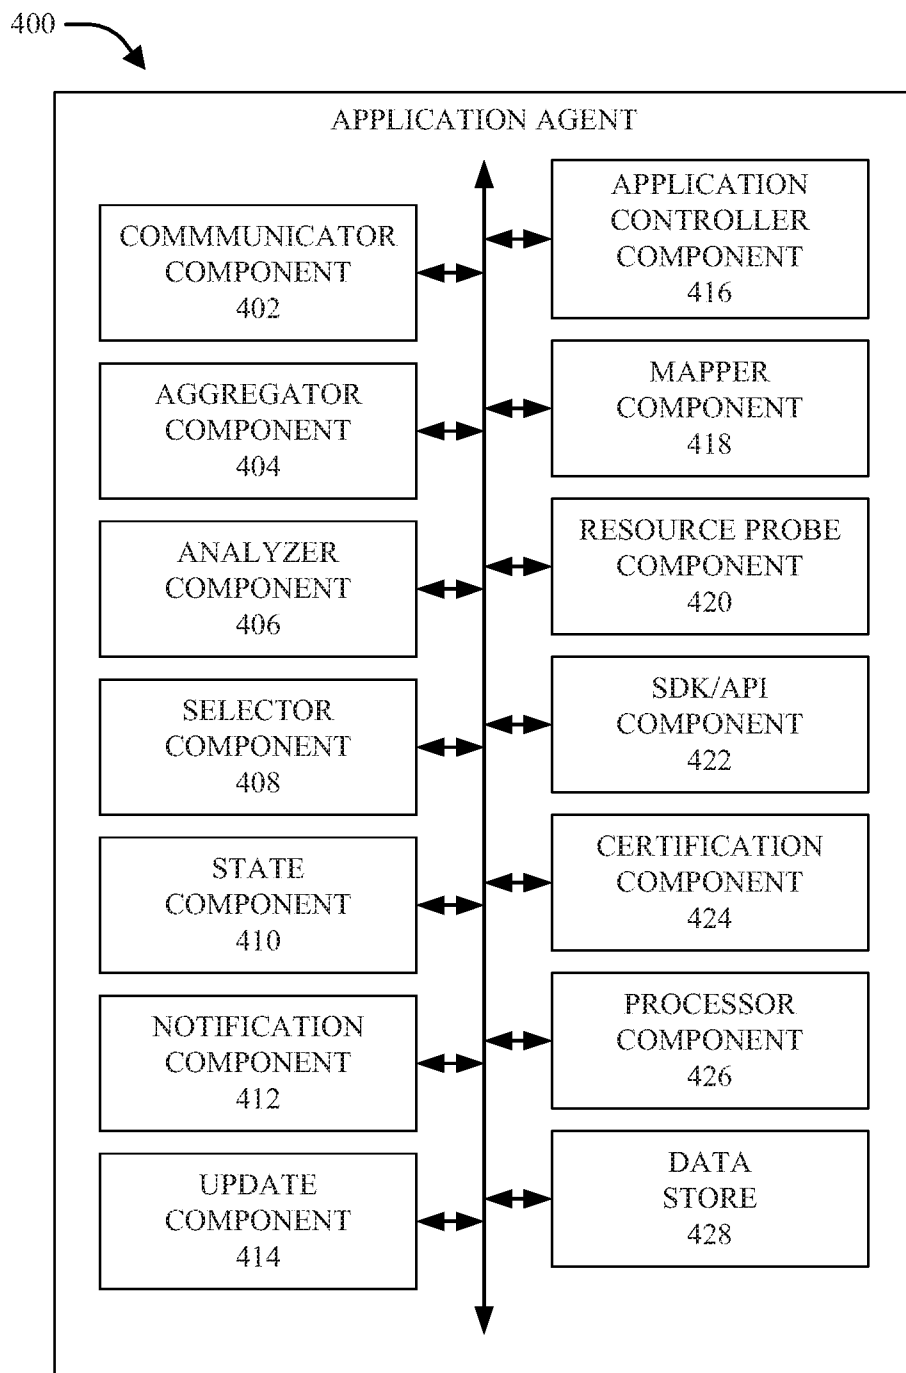 400
APPLICATION AGENT
COMMMUNICATOR
COMPONENT
402
AGGREGATOR
COMPONENT
404
ANALYZER
COMPONENT
406
SELECTOR
COMPONENT
408
STATE
COMPONENT
410
NOTIFICATION
COMPONENT
412
UPDATE
COMPONENT
414
APPLICATION
CONTROLLER
COMPONENT
416
MAPPER
COMPONENT
418
RESOURCE PROBE
COMPONENT
420
SDK/API
COMPONENT
422
CERTIFICATION
COMPONENT
424
PROCESSOR
COMPONENT
426
DATA
STORE
428